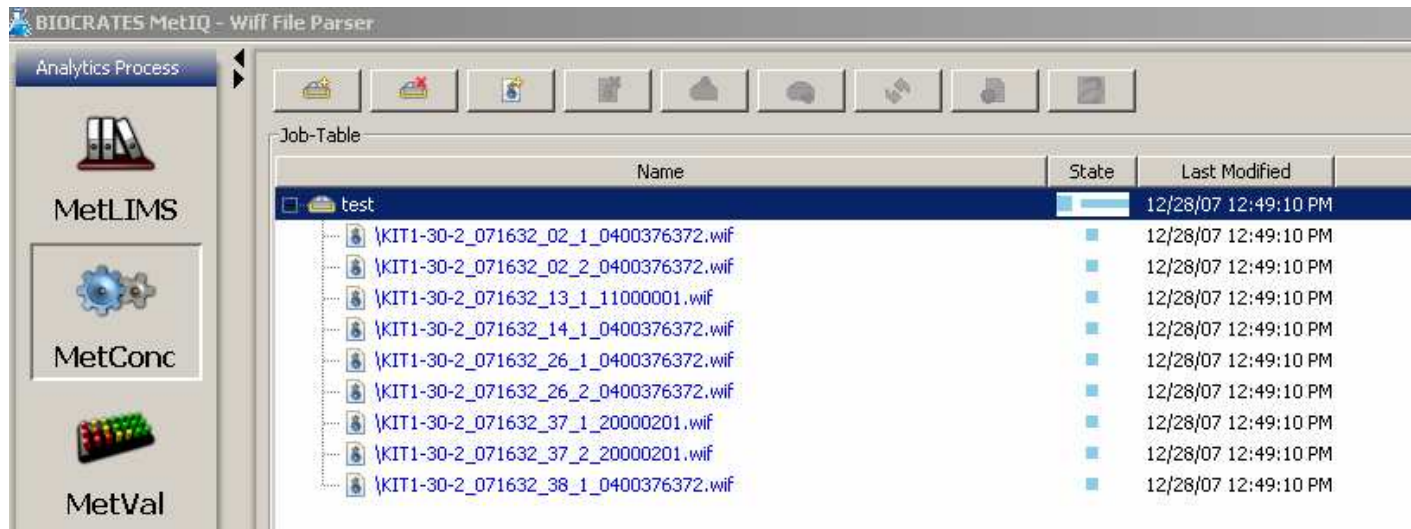 BIOCRATES MetIQ - Wiff File Parser
Analytics Process
MetLIMS
MetConc
MetVal
Job-Table
Name State Last Modified
test 12/28/07 12:49:10 PM
\KIT1-30-2_071632_02_1_0400376372.wif 12/28/07 12:49:10 PM
\KIT1-30-2_071632_02_2_0400376372.wif 12/28/07 12:49:10 PM
\KIT1-30-2_071632_13_1_11000001.wif 12/28/07 12:49:10 PM
\KIT1-30-2_071632_14_1_0400376372.wif 12/28/07 12:49:10 PM
\KIT1-30-2_071632_26_1_0400376372.wif 12/28/07 12:49:10 PM
\KIT1-30-2_071632_26_2_0400376372.wif 12/28/07 12:49:10 PM
\KIT1-30-2_071632_37_1_20000201.wif 12/28/07 12:49:10 PM
\KIT1-30-2_071632_37_2_20000201.wif 12/28/07 12:49:10 PM
\KIT1-30-2_071632_38_1_0400376372.wif 12/28/07 12:49:10 PM